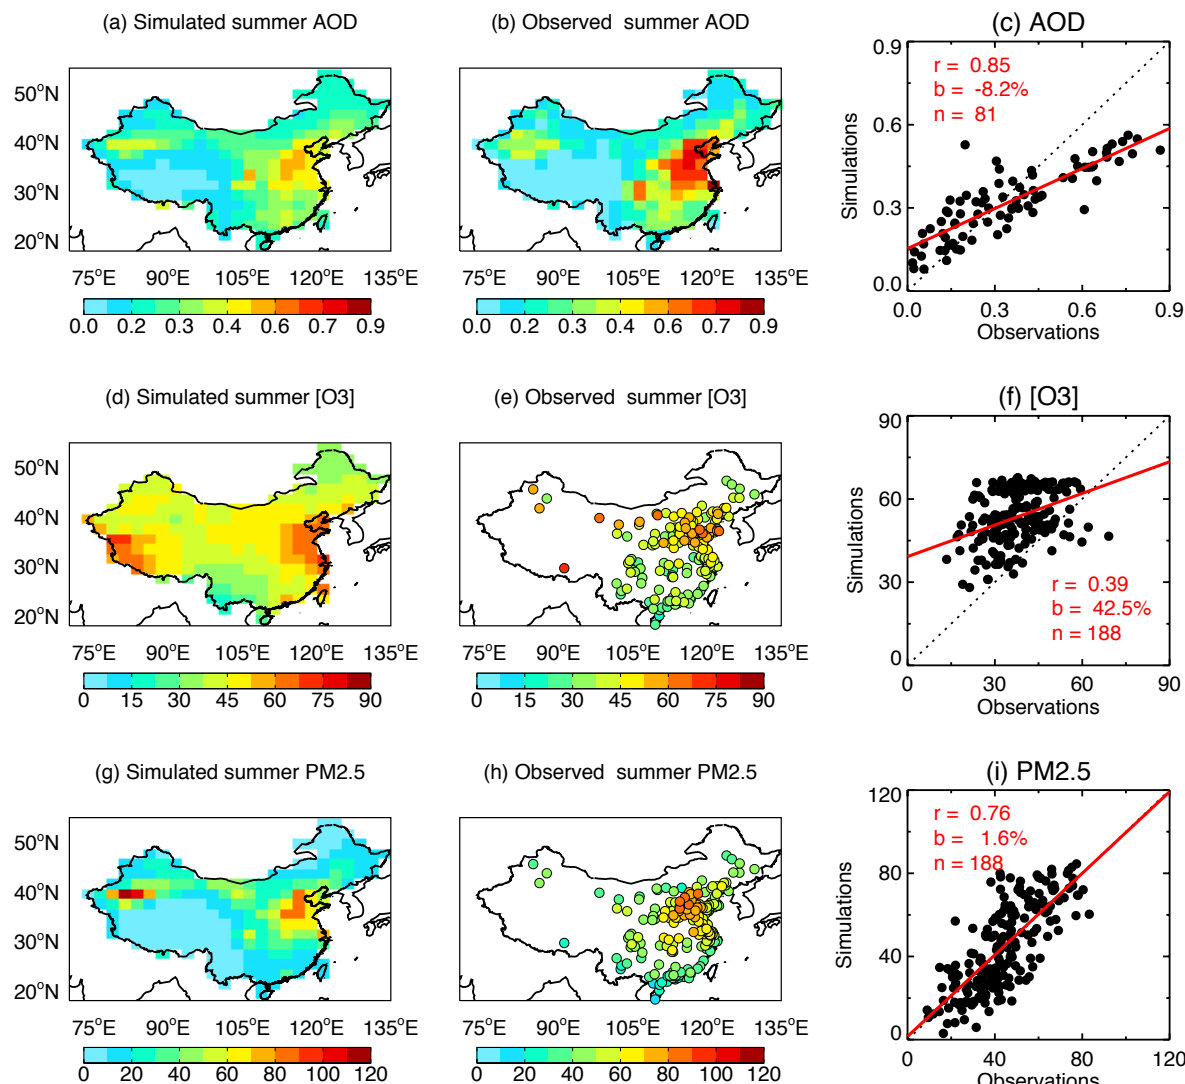 (a) Simulated summer AOD
(b) Observed summer AOD
(c) AOD
50°N
40°N
30°N
20°N
75°E 90°E 105°E 120°E 135°E
0.0 0.2 0.3 0.4 0.7 0.9
75°E 90°E 105°E 120°E 135°E
0.0 0.2 0.3 0.4 0.7 0.9
0.9
0.6
0.3
0.0
Simulations
r = 0.85
b = -8.2%
n = 81
0.0 0.3 0.6 0.9
Observations
(d) Simulated summer [O3]
(e) Observed summer [O3]
(f) [O3]
50°N
40°N
30°N
20°N
75°E 90°E 105°E 120°E 135°E
0 15 30 45 60 75 90
75°E 90°E 105°E 120°E 135°E
0 15 30 45 60 75 90
90
60
30
0
Simulations
r = 0.39
b = 42.5%
n = 188
0 30 60 90
Observations
(g) Simulated summer PM2.5
(h) Observed summer PM2.5
(i) PM2.5
50°N
40°N
30°N
20°N
75°E 90°E 105°E 120°E 135°E
0 20 40 60 80 100 120
75°E 90°E 105°E 120°E 135°E
0 20 40 60 80 100 120
120
80
40
0
Simulations
r = 0.76
b = 1.6%
n = 188
0 40 80 120
Observations